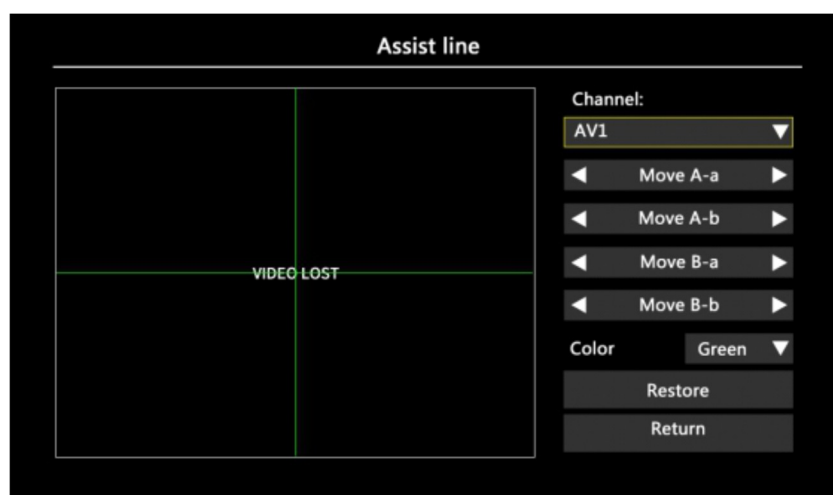 Assist line
VIDEO LOST
Channel:
AV1
Move A-a
Move A-b
Move B-a
Move B-b
Color Green
Restore
Return